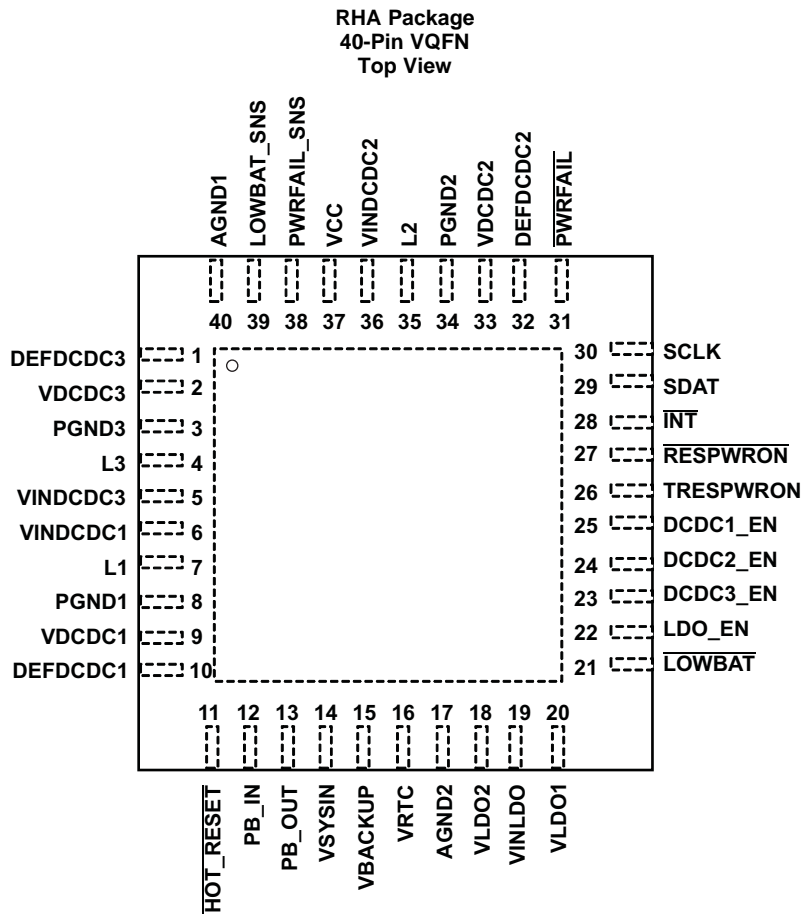 RHA Package
40-Pin VQFN
Top View
AGND1
LOWBAT_SNS
PWRFAIL_SNS
VCC
VINDCDC2
L2
PGND2
VDCDC2
DEFDCDC2
PWRFAIL
40 39 38 37 36 35 34 33 32 31
DEFDCDC3 1
VDCDC3 2
PGND3 3
L3 4
VINDCDC3 5
VINDCDC1 6
L1 7
PGND1 8
VDCDC1 9
DEFDCDC1 10
30 SCLK
29 SDAT
28 INT
27 RESPWRON
26 TRESPWRON
25 DCDC1_EN
24 DCDC2_EN
23 DCDC3_EN
22 LDO_EN
21 LOWBAT
11 12 13 14 15 16 17 18 19 20
HOT_RESET
PB_IN
PB_OUT
VSYSIN
VBACKUP
VRTC
AGND2
VLDO2
VINLDO
VLDO1